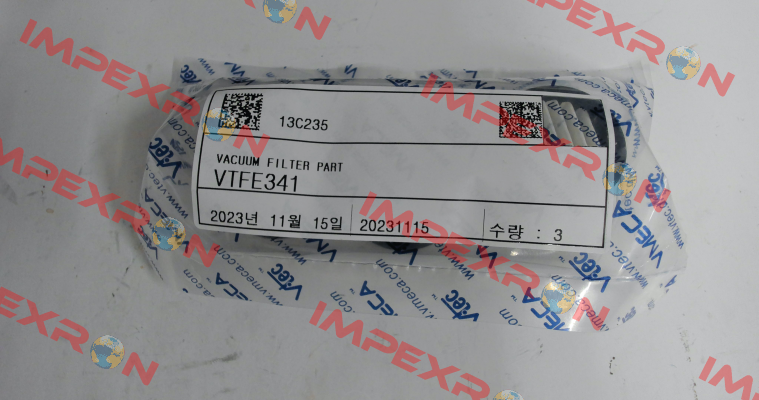 13C235
VACUUM FILTER PART
VTFE341
2023년 11월 15일 20231115 수량 : 3
Vtec
VMECA
www.vmeca.com
IMPEXRON